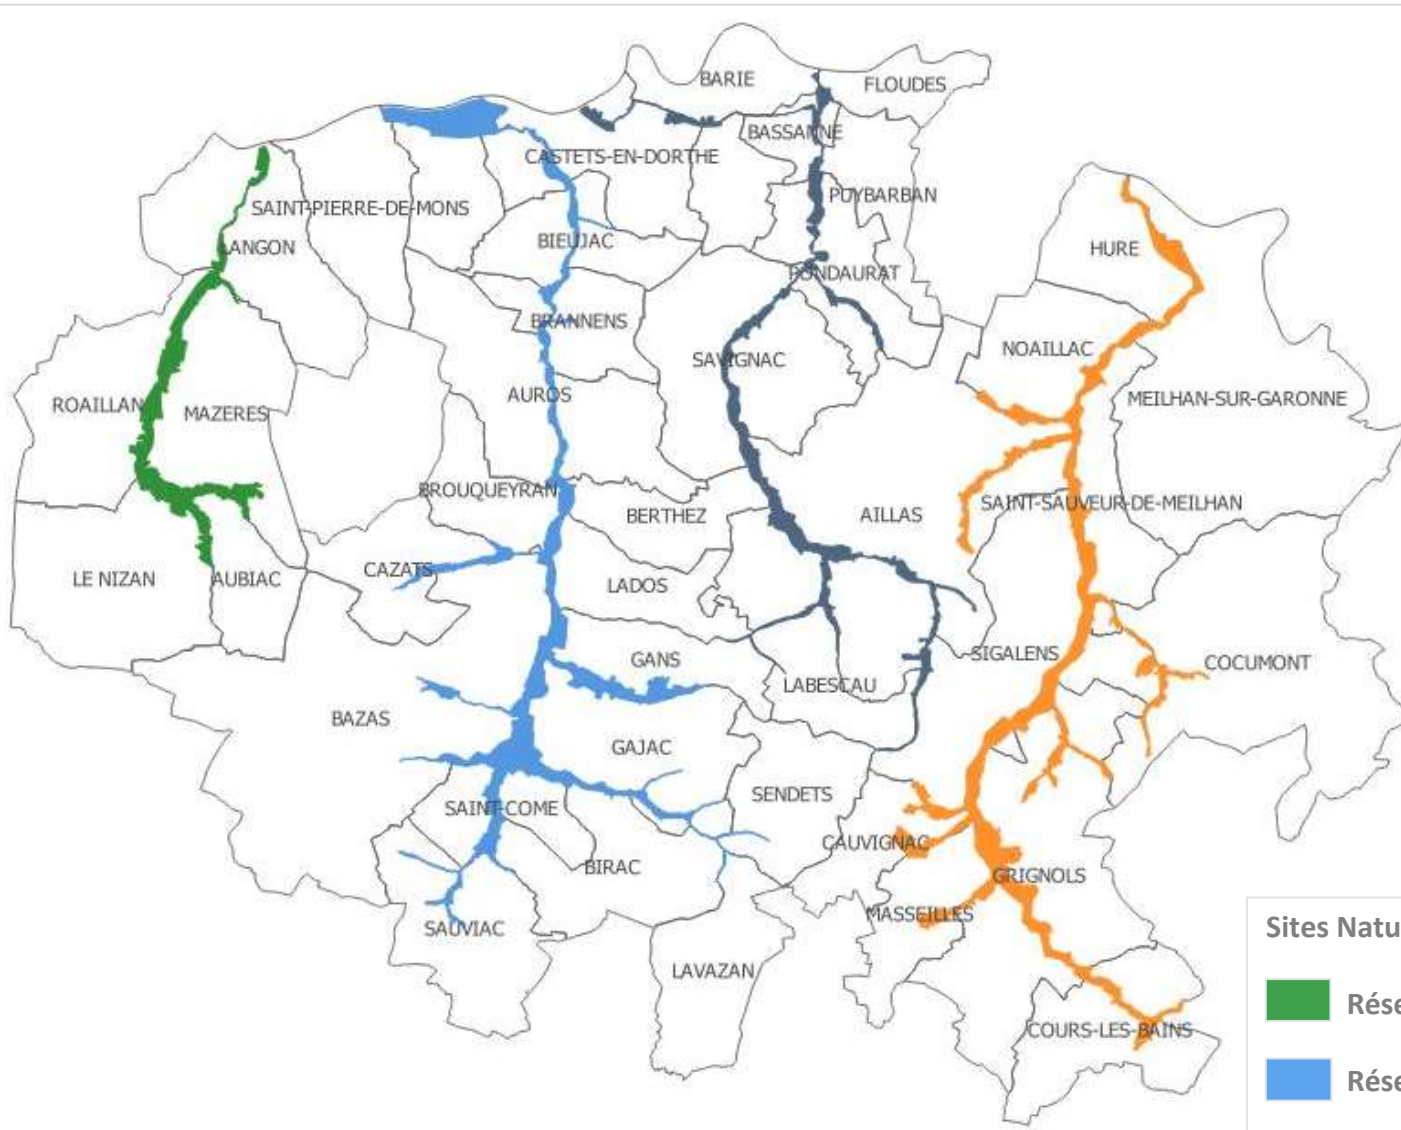 BARIE
FLOUDES
BASSANNE
CASTETS-EN-DORTHE
PUYBARBAN
SAINT-PIERRE-DE-MONS
LANGON
BIEUJAC
HURE
PONDAURAT
BRANNENS
NOAILLAC
SAVIGNAC
AUROS
MEILHAN-SUR-GARONNE
ROAILLAN
MAZERES
BROUQUEYRAN
SAINT-SAUVEUR-DE-MEILHAN
BERTHEZ
AILLAS
CAZATS
LE NIZAN
AUBIAC
LADOS
SIGALENS
GANS
COCUMONT
LABESCAU
BAZAS
GAJAC
SENDETS
SAINT-COME
CAUVIGNAC
BIRAC
GRIGNOLS
MASSEILLES
SAUVIAC
LAVAZAN
COURS-LES-BAINS
Sites Natu
Rése
Rése